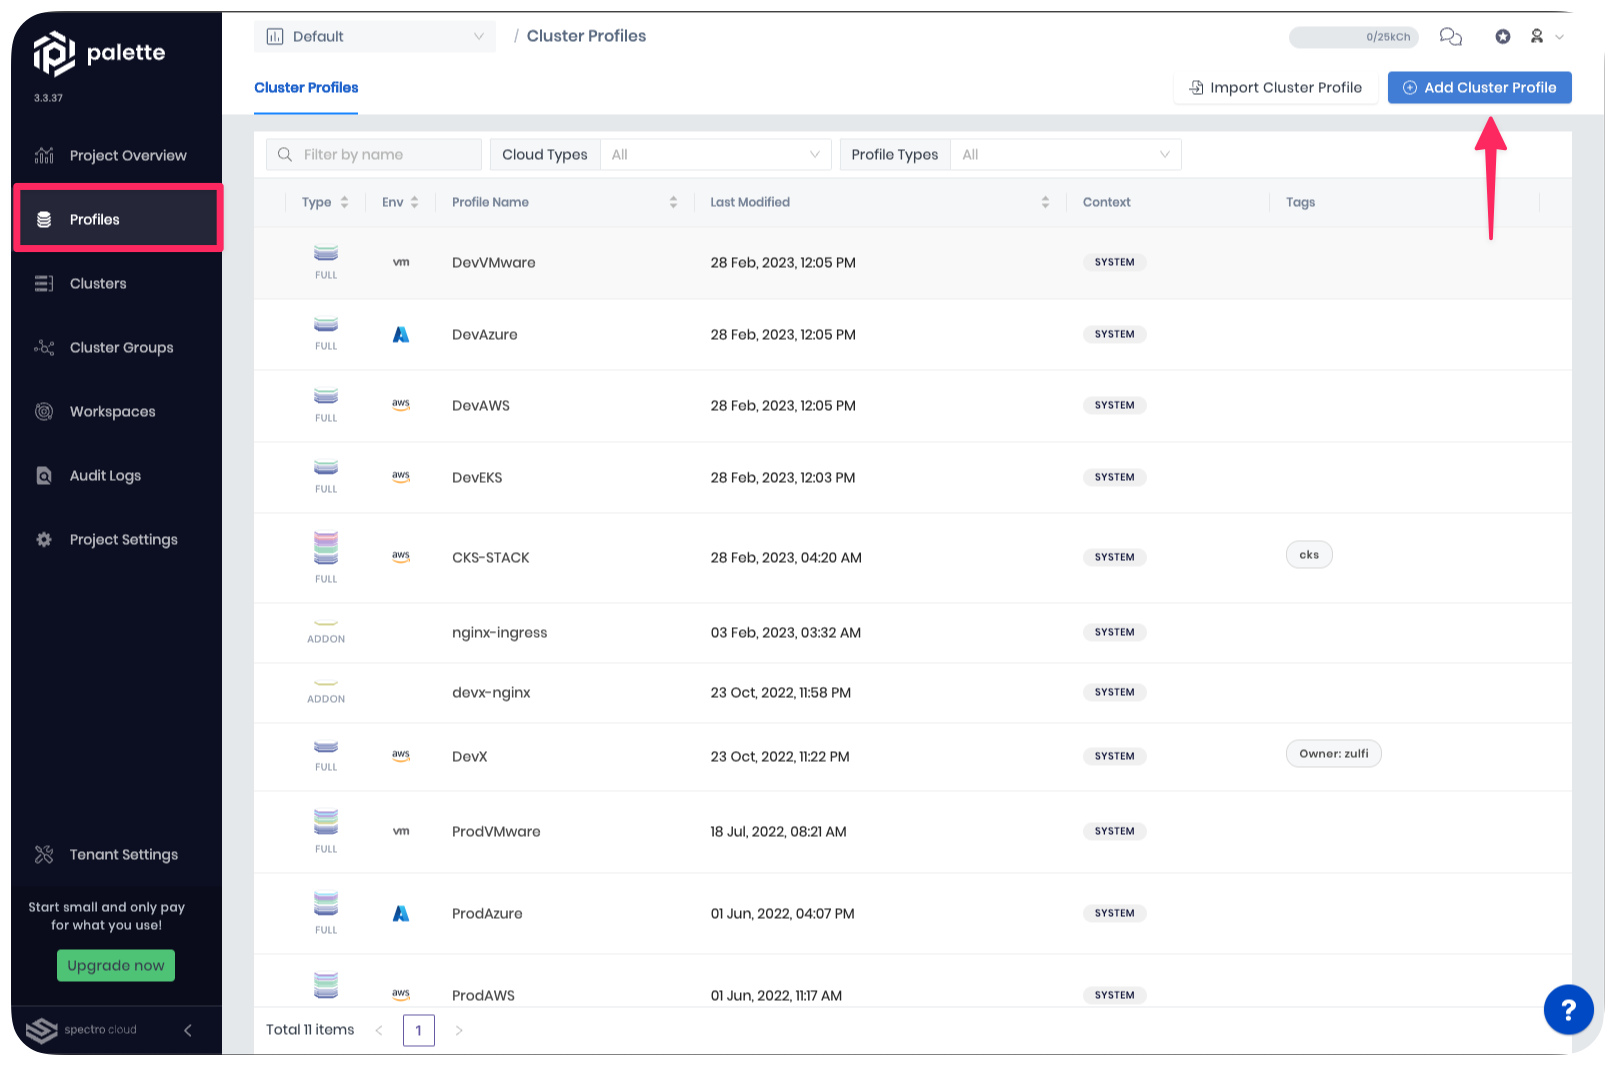 palette
3.3.37
Project Overview
Profiles
Clusters
Cluster Groups
Workspaces
Audit Logs
Project Settings
Tenant Settings
Start small and only pay
for what you use!
Upgrade now
spectro cloud
Default / Cluster Profiles 0/25kCh
Cluster Profiles Import Cluster Profile Add Cluster Profile
Filter by name Cloud Types All Profile Types All
Type Env Profile Name Last Modified Context Tags
FULL vm DevVMware 28 Feb, 2023, 12:05 PM SYSTEM
FULL DevAzure 28 Feb, 2023, 12:05 PM SYSTEM
FULL aws DevAWS 28 Feb, 2023, 12:05 PM SYSTEM
FULL aws DevEKS 28 Feb, 2023, 12:03 PM SYSTEM
FULL aws CKS-STACK 28 Feb, 2023, 04:20 AM SYSTEM cks
ADDON nginx-ingress 03 Feb, 2023, 03:32 AM SYSTEM
ADDON devx-nginx 23 Oct, 2022, 11:58 PM SYSTEM
FULL aws DevX 23 Oct, 2022, 11:22 PM SYSTEM Owner: zulfi
FULL vm ProdVMware 18 Jul, 2022, 08:21 AM SYSTEM
FULL ProdAzure 01 Jun, 2022, 04:07 PM SYSTEM
aws ProdAWS 01 Jun, 2022, 11:17 AM SYSTEM
Total 11 items < 1 >
?